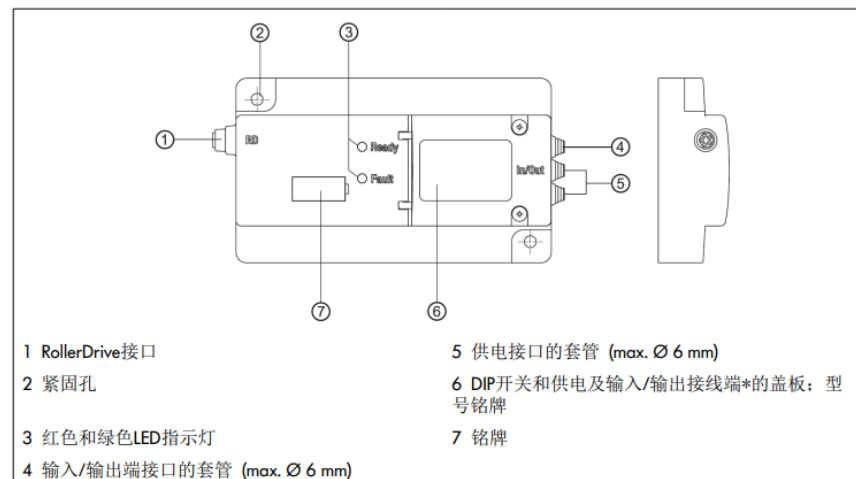 ② ③
① RD Ready ④
In/Out
Fault ⑤
⑦ ⑥
1 RollerDrive接口
5 供电接口的套管 (max. Ø 6 mm)
2 紧固孔
6 DIP开关和供电及输入/输出接线端*的盖板；型
号铭牌
3 红色和绿色LED指示灯
7 铭牌
4 输入/输出端接口的套管 (max. Ø 6 mm)